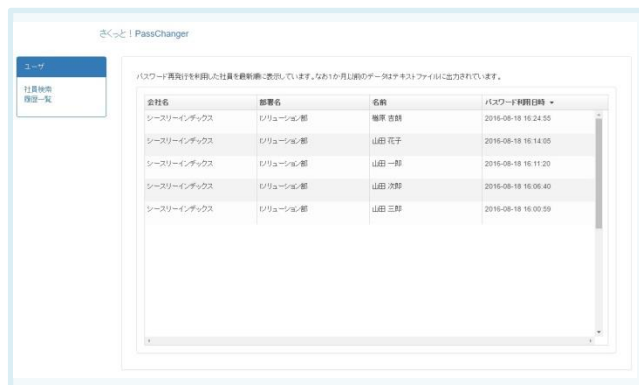 さくっと！PassChanger
ユーザ
社員検索
履歴一覧
パスワード再発行を利用した社員を最新順に表示しています。なお1か月以前のデータはテキストファイルに出力されています。
会社名 部署名 名前 パスワード利用日時
シースリーインデックス ソリューション部 2016-08-18 16:24:55
シースリーインデックス ソリューション部 山田 花子 2016-08-18 16:14:05
シースリーインデックス ソリューション部 山田 一郎 2016-08-18 16:11:20
シースリーインデックス ソリューション部 山田 次郎 2016-08-18 16:06:40
シースリーインデックス ソリューション部 山田 三郎 2016-08-18 16:00:59